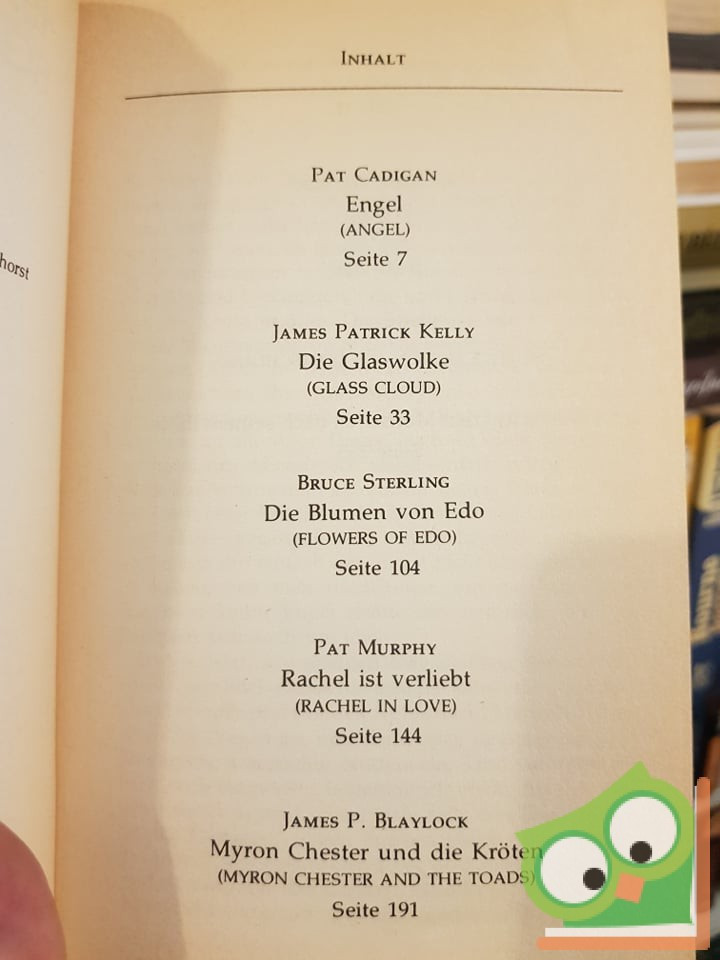 horst
INHALT
PAT CADIGAN
Engel
(ANGEL)
Seite 7
JAMES PATRICK KELLY
Die Glaswolke
(GLASS CLOUD)
Seite 33
BRUCE STERLING
Die Blumen von Edo
(FLOWERS OF EDO)
Seite 104
PAT MURPHY
Rachel ist verliebt
(RACHEL IN LOVE)
Seite 144
JAMES P. BLAYLOCK
Myron Chester und die Kröten
(MYRON CHESTER AND THE TOADS)
Seite 191